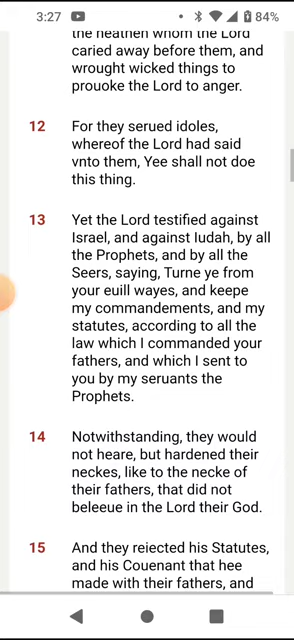 3:27
84%
the heathen whom the Lord
caried away before them, and
wrought wicked things to
prouoke the Lord to anger.
12 For they serued idoles,
whereof the Lord had said
vnto them, Yee shall not doe
this thing.
13 Yet the Lord testified against
Israel, and against Iudah, by all
the Prophets, and by all the
Seers, saying, Turne ye from
your euill wayes, and keepe
my commandements, and my
statutes, according to all the
law which I commanded your
fathers, and which I sent to
you by my seruants the
Prophets.
14 Notwithstanding, they would
not heare, but hardened their
neckes, like to the necke of
their fathers, that did not
beleeue in the Lord their God.
15 And they reiected his Statutes,
and his Couenant that hee
made with their fathers, and